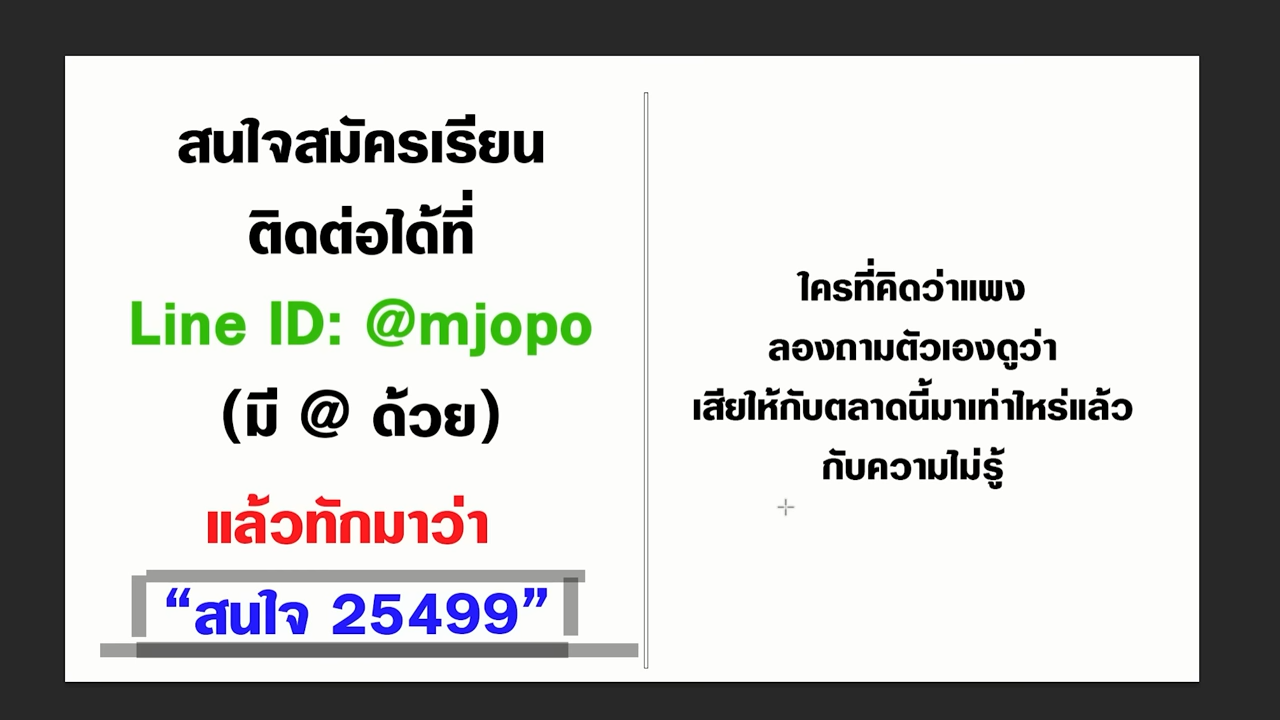 สนใจสมัครเรียน
ติดต่อได้ที่
Line ID: @mjopo
(มี @ ด้วย)
แล้วทักมาว่า
“สนใจ 25499”
ใครที่คิดว่าแพง
ลองถามตัวเองดูว่า
เสียให้กับตลาดนี้มาเท่าไหร่แล้ว
กับความไม่รู้